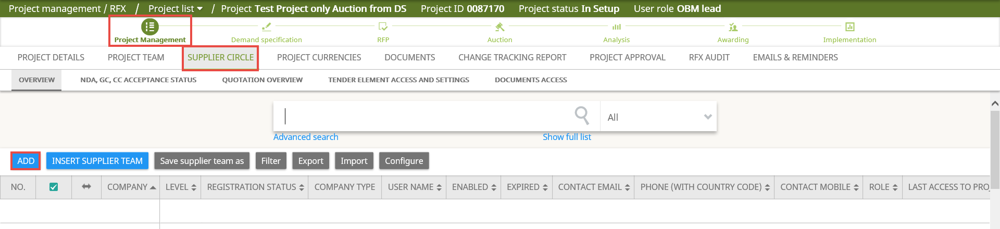 Project management / RFX / Project list / Project Test Project only Auction from DS Project ID 0087170 Project status In Setup User role OBM lead
Project Management Demand specification RFP Auction Analysis Awarding Implementation
PROJECT DETAILS PROJECT TEAM SUPPLIER CIRCLE PROJECT CURRENCIES DOCUMENTS CHANGE TRACKING REPORT PROJECT APPROVAL RFX AUDIT EMAILS & REMINDERS
OVERVIEW NDA, GC, CC ACCEPTANCE STATUS QUOTATION OVERVIEW TENDER ELEMENT ACCESS AND SETTINGS DOCUMENTS ACCESS
All
Advanced search Show full list
ADD INSERT SUPPLIER TEAM Save supplier team as Filter Export Import Configure
NO. COMPANY LEVEL REGISTRATION STATUS COMPANY TYPE USER NAME ENABLED EXPIRED CONTACT EMAIL PHONE (WITH COUNTRY CODE) CONTACT MOBILE ROLE LAST ACCESS TO PROJ